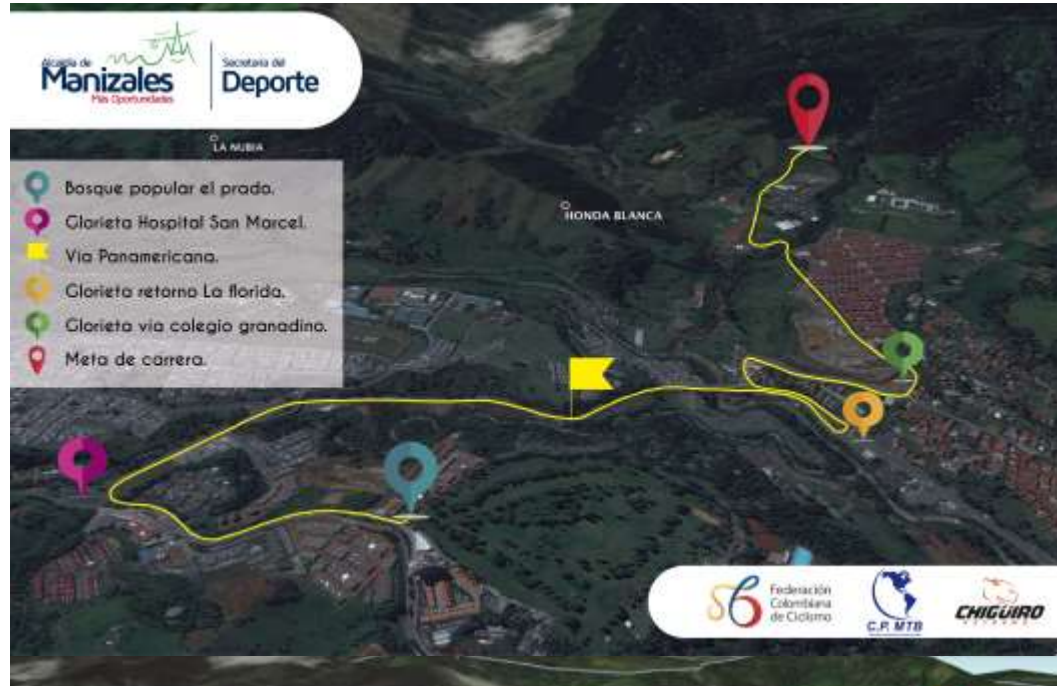 Alcaldía de
Manizales
Más Oportunidades
Secretaría del
Deporte
LA NUBIA
HONDA BLANCA
Bosque popular el prado.
Glorieta Hospital San Marcel.
Via Panamericana.
Glorieta retorno La florida.
Glorieta via colegio granadino.
Meta de carrera.
Federación
Colombiana
de Ciclismo
C.P. MTB
CHIGÜIRO